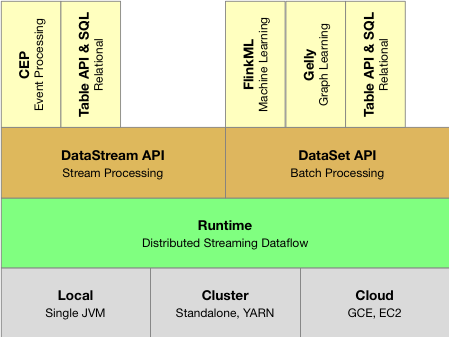 CEP
Event Processing
Table API & SQL
Relational
FlinkML
Machine Learning
Gelly
Graph Learning
Table API & SQL
Relational
DataStream API
Stream Processing
DataSet API
Batch Processing
Runtime
Distributed Streaming Dataflow
Local
Single JVM
Cluster
Standalone, YARN
Cloud
GCE, EC2